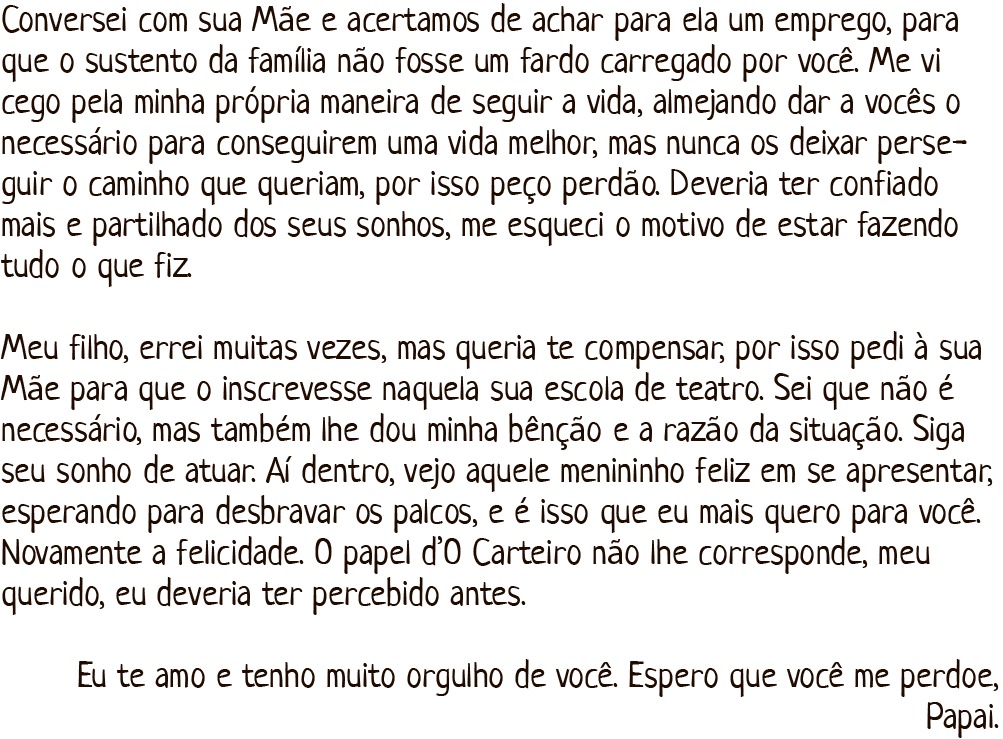 Conversei com sua Mãe e acertamos de achar para ela um emprego, para
que o sustento da família não fosse um fardo carregado por você. Me vi
cego pela minha própria maneira de seguir a vida, almejando dar a vocês o
necessário para conseguirem uma vida melhor, mas nunca os deixar perse-
guir o caminho que queriam, por isso peço perdão. Deveria ter confiado
mais e partilhado dos seus sonhos, me esqueci o motivo de estar fazendo
tudo o que fiz.
Meu filho, errei muitas vezes, mas queria te compensar, por isso pedi à sua
Mãe para que o inscrevesse naquela sua escola de teatro. Sei que não é
necessário, mas também lhe dou minha bênção e a razão da situação. Siga
seu sonho de atuar. Aí dentro, vejo aquele menininho feliz em se apresentar,
esperando para desbravar os palcos, e é isso que eu mais quero para você.
Novamente a felicidade. O papel d'O Carteiro não lhe corresponde, meu
querido, eu deveria ter percebido antes.
Eu te amo e tenho muito orgulho de você. Espero que você me perdoe,
Papai.